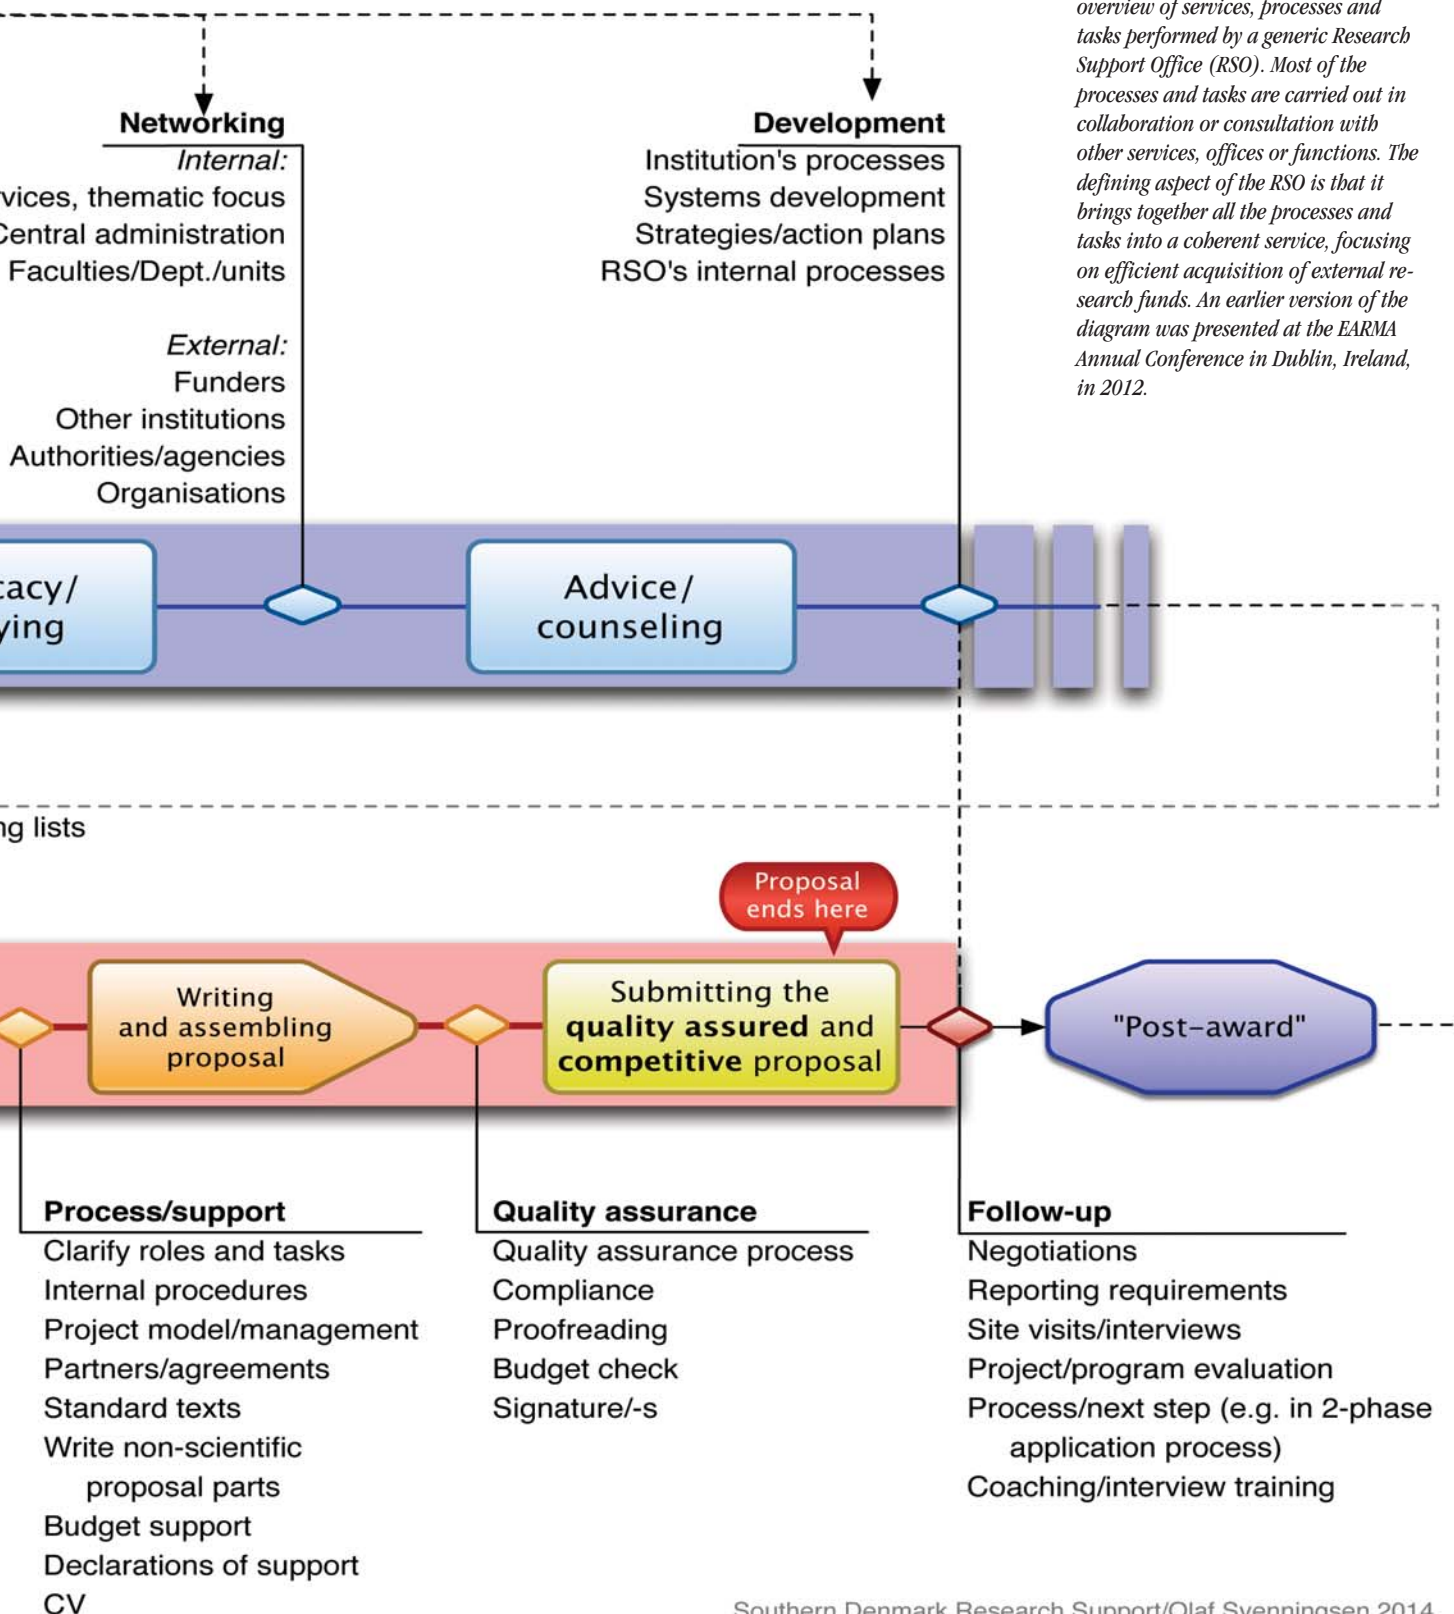 overview of services, processes and
tasks performed by a generic Research
Support Office (RSO). Most of the
processes and tasks are carried out in
collaboration or consultation with
other services, offices or functions. The
defining aspect of the RSO is that it
brings together all the processes and
tasks into a coherent service, focusing
on efficient acquisition of external re-
search funds. An earlier version of the
diagram was presented at the EARMA
Annual Conference in Dublin, Ireland,
in 2012.
Networking
Internal:
thematic focus
Central administration
Faculties/Dept./units
External:
Funders
Other institutions
Authorities/agencies
Organisations
Development
Institution's processes
Systems development
Strategies/action plans
RSO's internal processes
Advice/
counseling
lists
Proposal
ends here
Writing
and assembling
proposal
Submitting the
quality assured and
competitive proposal
"Post-award"
Process/support
Clarify roles and tasks
Internal procedures
Project model/management
Partners/agreements
Standard texts
Write non-scientific
proposal parts
Budget support
Declarations of support
CV
Quality assurance
Quality assurance process
Compliance
Proofreading
Budget check
Signature/-s
Follow-up
Negotiations
Reporting requirements
Site visits/interviews
Project/program evaluation
Process/next step (e.g. in 2-phase
application process)
Coaching/interview training
Southern Denmark Research Support/Olaf Svenningsen 2014